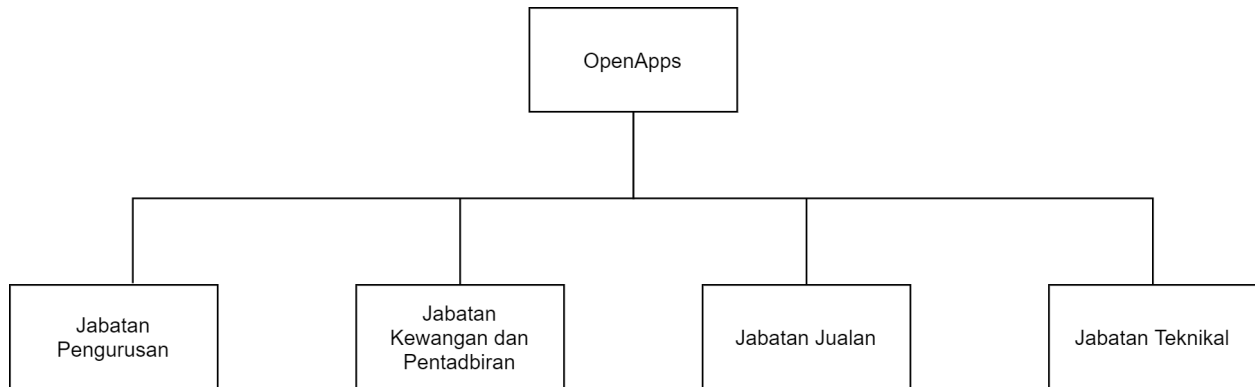 OpenApps
Jabatan
Pengurusan
Jabatan
Kewangan dan
Pentadbiran
Jabatan Jualan
Jabatan Teknikal